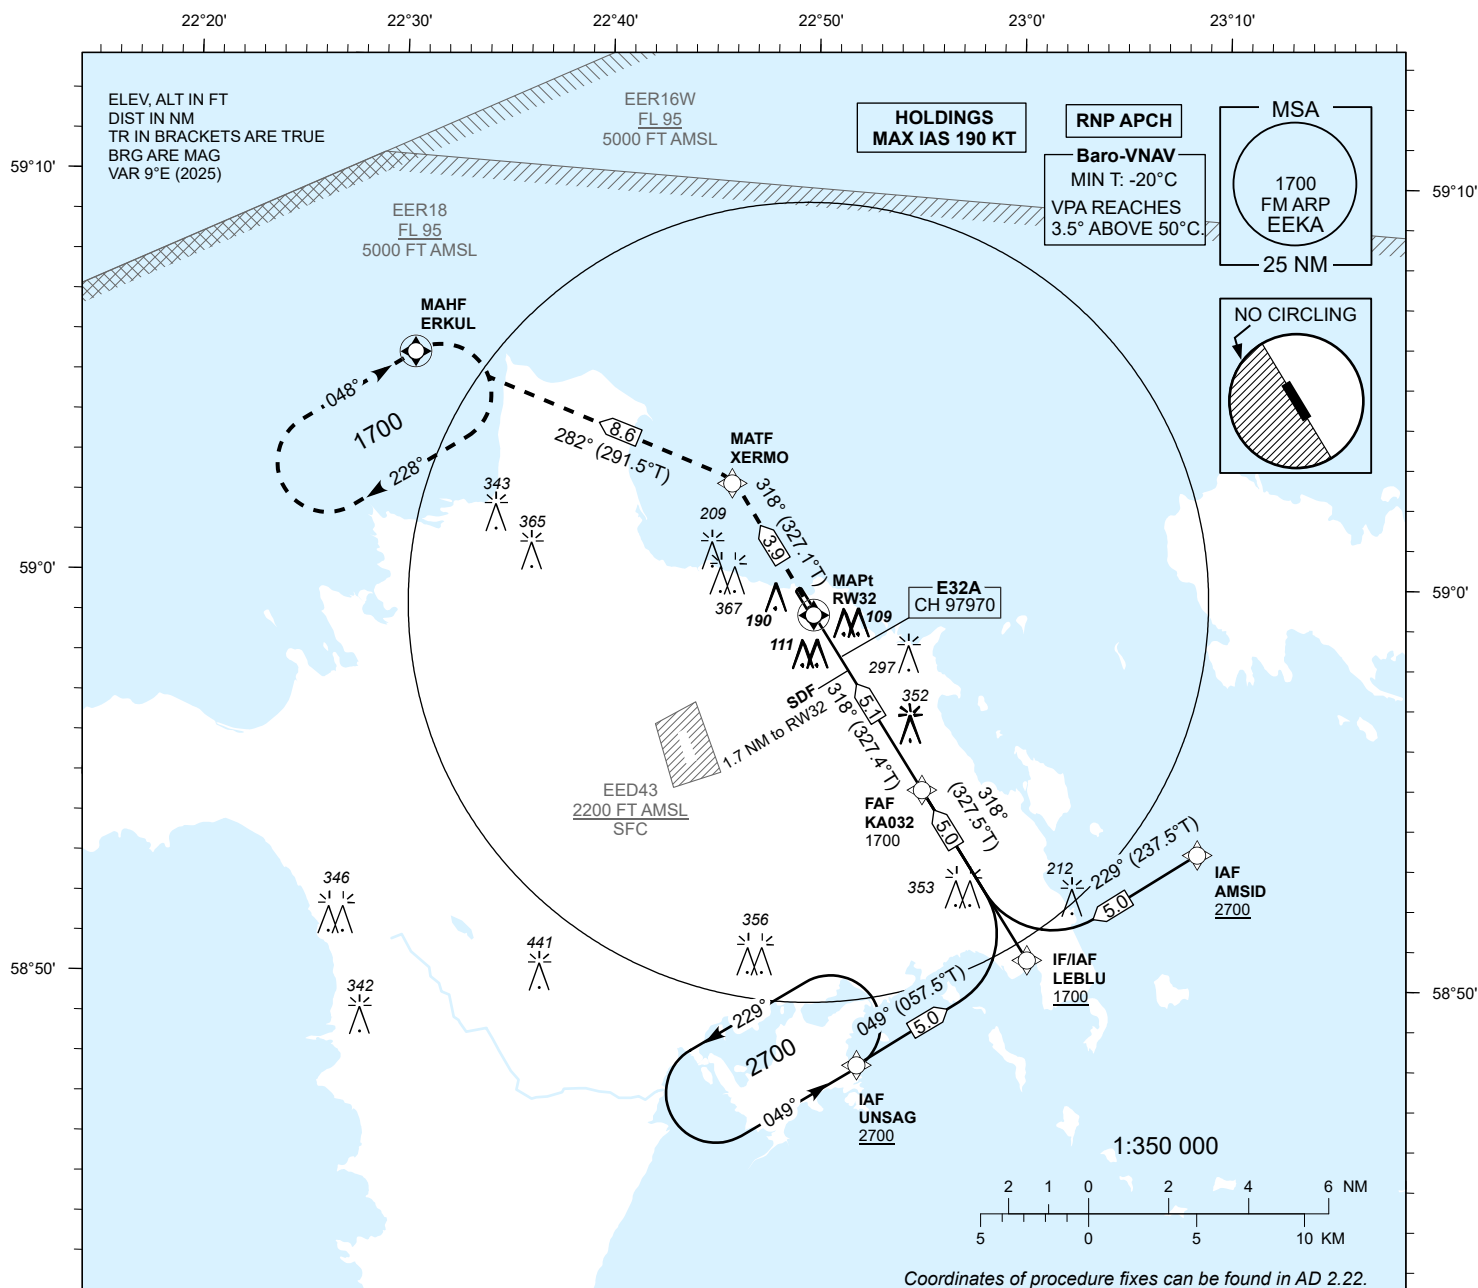 22°20'
22°30'
22°40'
22°50'
23°0'
23°10'
ELEV, ALT IN FT
DIST IN NM
TR IN BRACKETS ARE TRUE
BRG ARE MAG
VAR 9°E (2025)
EER16W
FL 95
5000 FT AMSL
HOLDINGS
MAX IAS 190 KT
RNP APCH
Baro-VNAV
MIN T: -20°C
VPA REACHES
3.5° ABOVE 50°C.
MSA
1700
FM ARP
EEKA
25 NM
59°10'
59°10'
EER18
FL 95
5000 FT AMSL
NO CIRCLING
MAHF
ERKUL
048°
1700
228°
8.6
282° (291.5°T)
MATF
XERMO
318° (327.1°T)
3.9
343
365
209
367
190
59°0'
59°0'
MAPt
RW32
109
111
E32A
CH 97970
297
352
SDF
1.7 NM to RW32
5.1
318° (327.4°T)
EED43
2200 FT AMSL
SFC
FAF
KA032
1700
318°
(327.5°T)
5.0
353
212
229° (237.5°T)
5.0
IAF
AMSID
2700
346
441
356
342
58°50'
58°50'
IF/IAF
LEBLU
1700
049° (057.5°T)
5.0
229°
2700
049°
IAF
UNSAG
2700
1:350 000
2 1 0 2 4 6 NM
5 0 5 10 KM
Coordinates of procedure fixes can be found in AD 2.22.